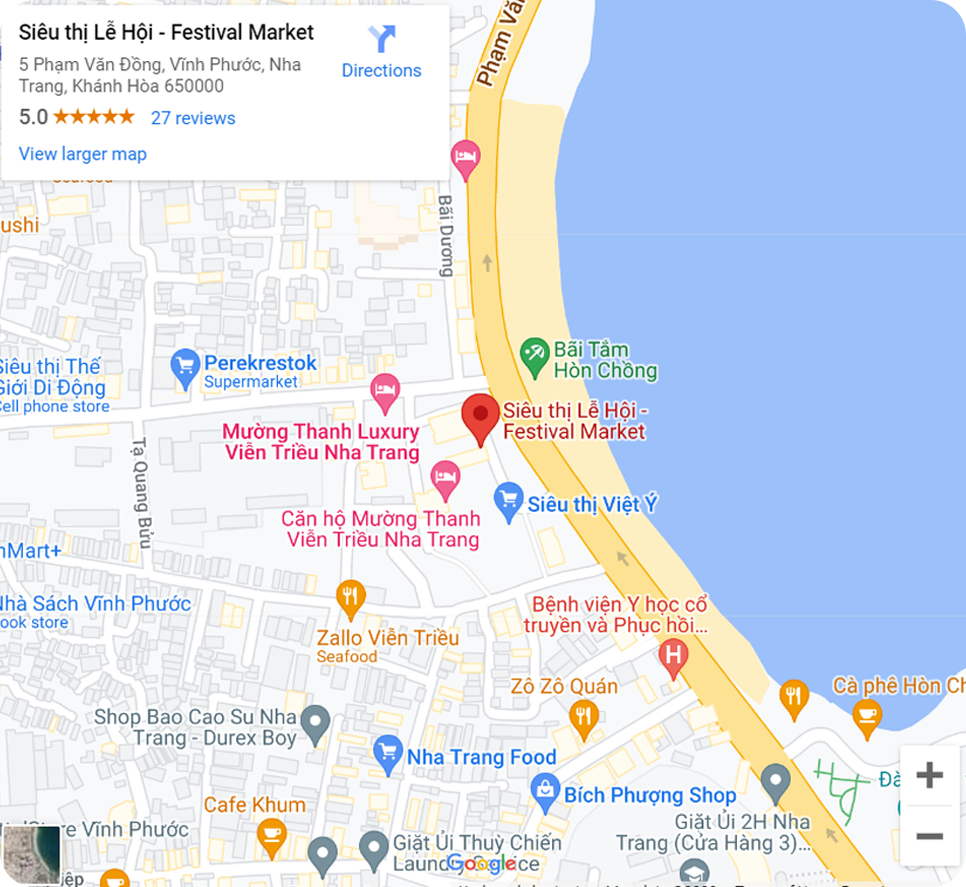 Siêu thị Lễ Hội - Festival Market
5 Phạm Văn Đồng, Vĩnh Phước, Nha
Trang, Khánh Hòa 650000
5.0
27 reviews
View larger map
Directions
Phạm Vă
ushi
Bãi Dương
Bãi Tắm
Hòn Chồng
Siêu thị Thế
Giới Di Động
Cell phone store
Perekrestok
Supermarket
Siêu thị Lễ Hội -
Festival Market
Mường Thanh Luxury
Viễn Triều Nha Trang
Tạ Quang Bửu
Siêu thị Việt Ý
Căn hộ Mường Thanh
Viễn Triều Nha Trang
nMart+
Nhà Sách Vĩnh Phước
ook store
Bệnh viện Y học cổ
truyền và Phục hồi...
H
Zallo Viễn Triều
Seafood
Zô Zô Quán
Cà phê Hòn Ch
Shop Bao Cao Su Nha
Trang - Durex Boy
Nha Trang Food
Bích Phượng Shop
Cafe Khum
Giặt Ủi 2H Nha
Trang (Cửa Hàng 3)...
Store Vĩnh Phước
Giặt Ủi Thuỳ Chiến
Google